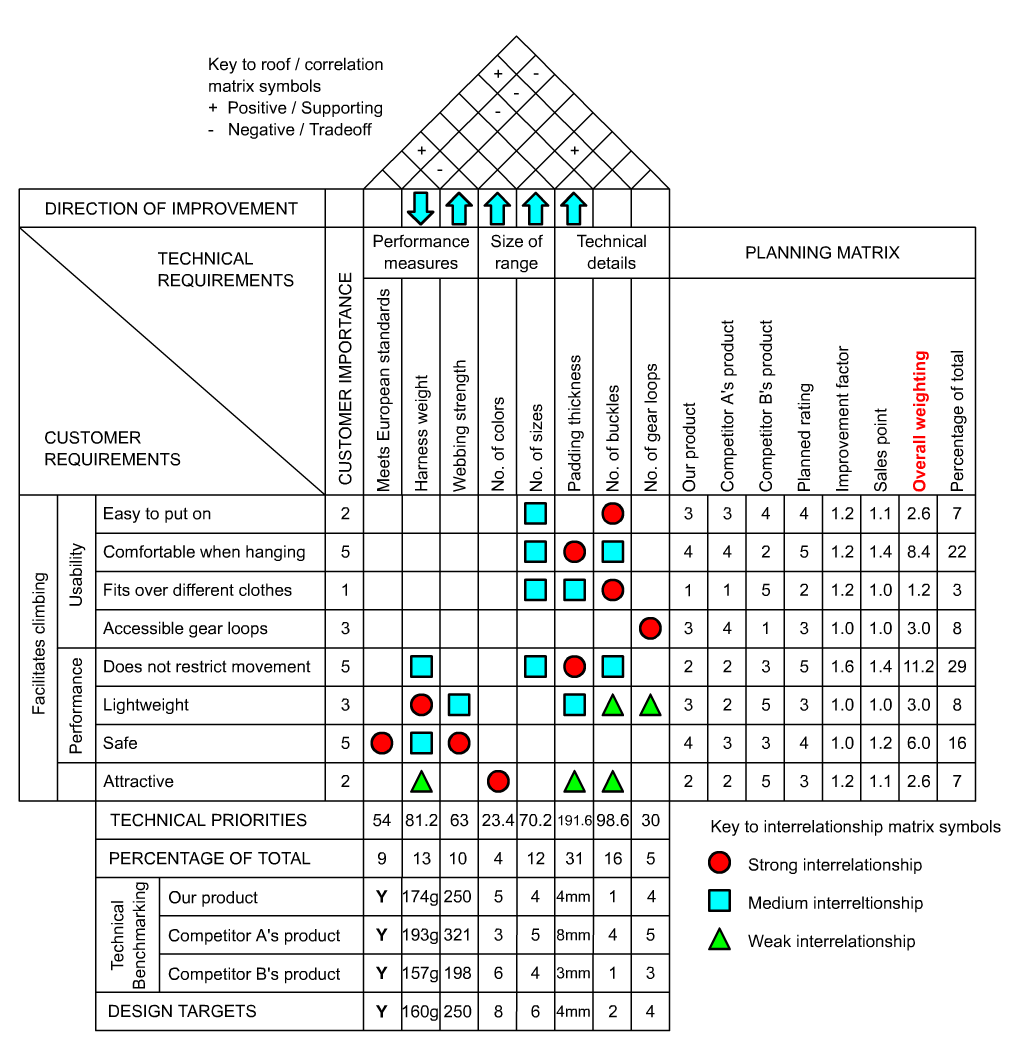 Key to roof / correlation
matrix symbols
+ Positive / Supporting
- Negative / Tradeoff
+ -
-
-
+ +
-
DIRECTION OF IMPROVEMENT
TECHNICAL
REQUIREMENTS
CUSTOMER
REQUIREMENTS
CUSTOMER IMPORTANCE
Performance
measures
Size of
range
Technical
details
PLANNING MATRIX
Meets European standards
Harness weight
Webbing strength
No. of colors
No. of sizes
Padding thickness
No. of buckles
No. of gear loops
Our product
Competitor A's product
Competitor B's product
Planned rating
Improvement factor
Sales point
Overall weighting
Percentage of total
Facilitates climbing
Usability
Easy to put on 2 3 3 4 4 1.2 1.1 2.6 7
Comfortable when hanging 5 4 4 2 5 1.2 1.4 8.4 22
Fits over different clothes 1 1 1 5 2 1.2 1.0 1.2 3
Accessible gear loops 3 3 4 1 3 1.0 1.0 3.0 8
Performance
Does not restrict movement 5 2 2 3 5 1.6 1.4 11.2 29
Lightweight 3 3 2 5 3 1.0 1.0 3.0 8
Safe 5 4 3 3 4 1.0 1.2 6.0 16
Attractive 2 2 2 5 3 1.2 1.1 2.6 7
TECHNICAL PRIORITIES 54 81.2 63 23.4 70.2 191.6 98.6 30
PERCENTAGE OF TOTAL 9 13 10 4 12 31 16 5
Technical
Benchmarking
Our product Y 174g 250 5 4 4mm 1 4
Competitor A's product Y 193g 321 3 5 8mm 4 5
Competitor B's product Y 157g 198 6 4 3mm 1 3
DESIGN TARGETS Y 160g 250 8 6 4mm 2 4
Key to interrelationship matrix symbols
Strong interrelationship
Medium interreltionship
Weak interrelationship